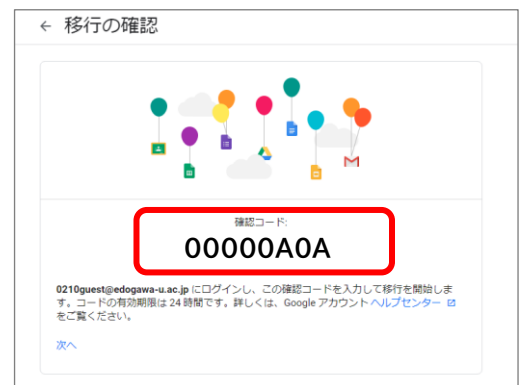 ← 移行の確認
確認コード:
00000A0A
0210guest@edogawa-u.ac.jp にログインし、この確認コードを入力して移行を開始しま
す。コードの有効期限は 24 時間です。詳しくは、Google アカウント ヘルプセンター
をご覧ください。
次へ